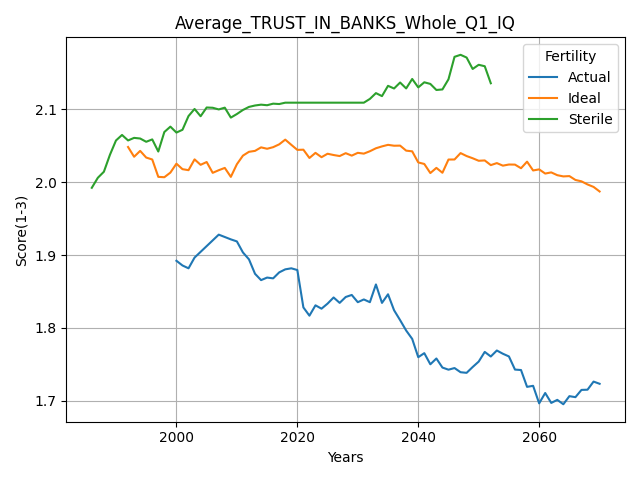 Average_TRUST_IN_BANKS_Whole_Q1_IQ
Fertility
Actual
Ideal
Sterile
Score(1-3)
2.1
2.0
1.9
1.8
1.7
2000 2020 2040 2060
Years